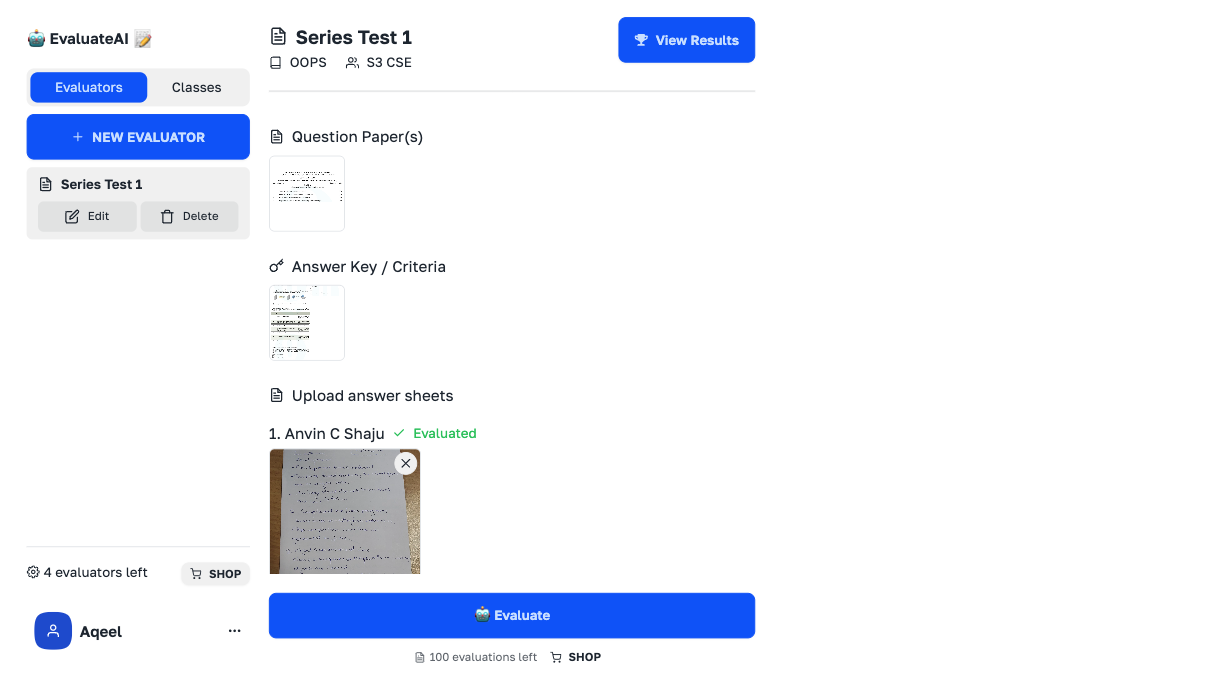 EvaluateAI
Evaluators Classes
+ NEW EVALUATOR
Series Test 1
Edit Delete
4 evaluators left SHOP
Aqeel ...
Series Test 1
OOPS S3 CSE
View Results
Question Paper(s)
Answer Key / Criteria
Upload answer sheets
1. Anvin C Shaju Evaluated
Evaluate
100 evaluations left SHOP